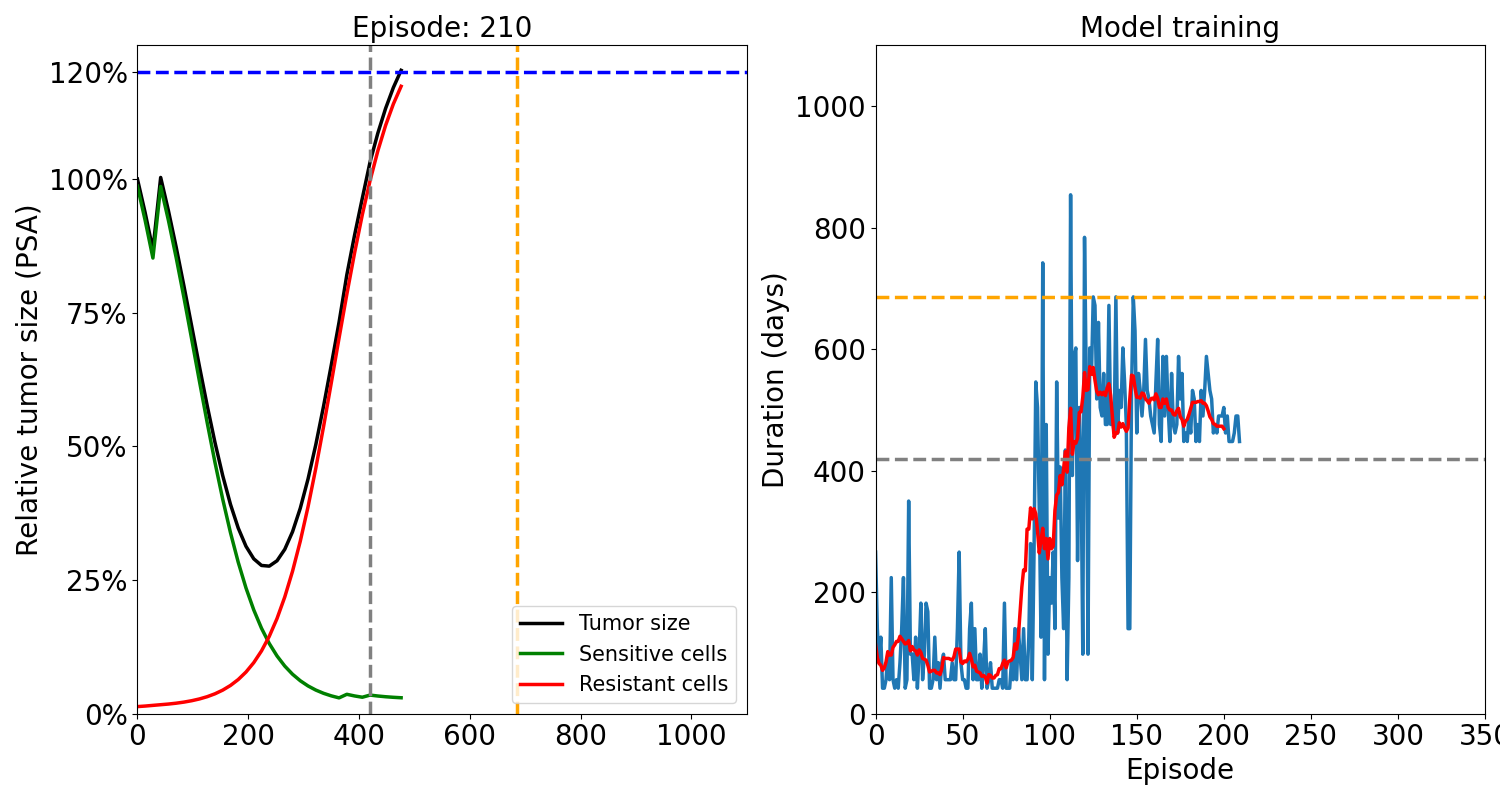 Episode: 210
Relative tumor size (PSA)
120%
100%
75%
50%
25%
0%
0 200 400 600 800 1000
Tumor size
Sensitive cells
Resistant cells
Model training
Duration (days)
1000
800
600
400
200
0
0 50 100 150 200 250 300 350
Episode